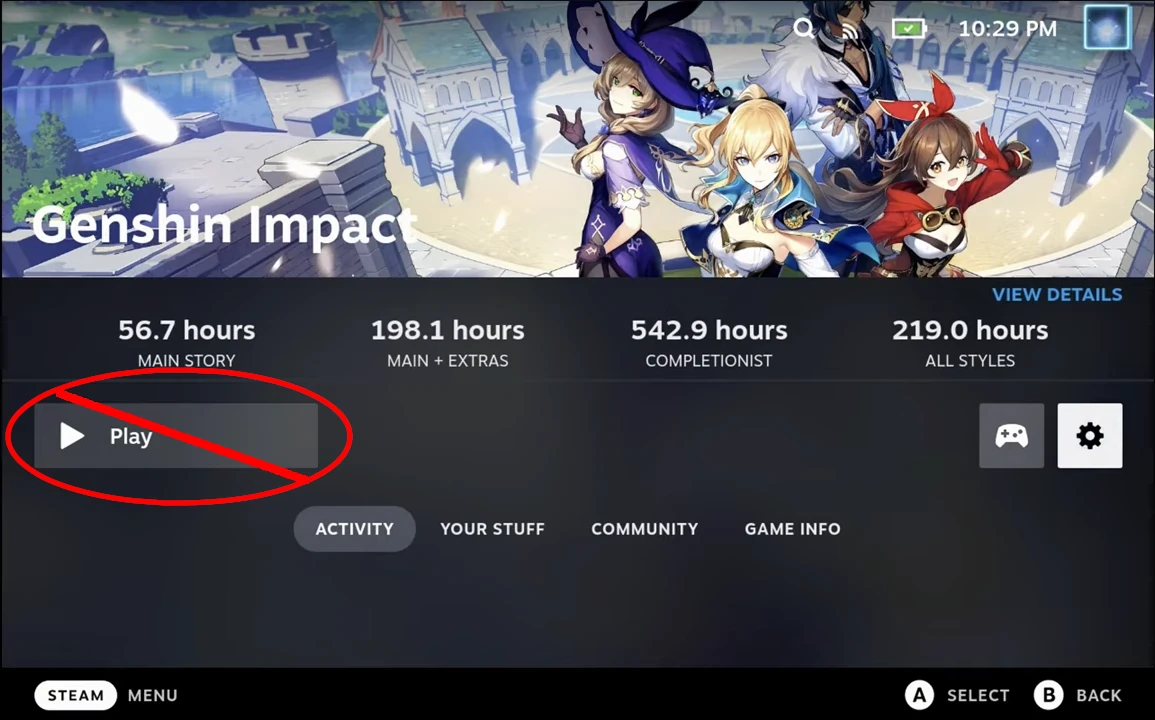 10:29 PM
Genshin Impact
VIEW DETAILS
56.7 hours
MAIN STORY
198.1 hours
MAIN + EXTRAS
542.9 hours
COMPLETIONIST
219.0 hours
ALL STYLES
Play
ACTIVITY
YOUR STUFF
COMMUNITY
GAME INFO
STEAM MENU
A SELECT
B BACK